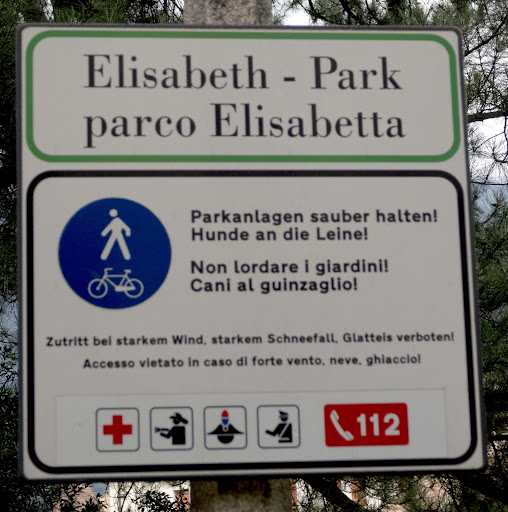 Elisabeth - Park
parco Elisabetta
Parkanlagen sauber halten!
Hunde an die Leine!
Non lordare i giardini!
Cani al guinzaglio!
Zutritt bei starkem Wind, starkem Schneefall, Glatteis verboten!
Accesso vietato in caso di forte vento, neve, ghiaccio!
112